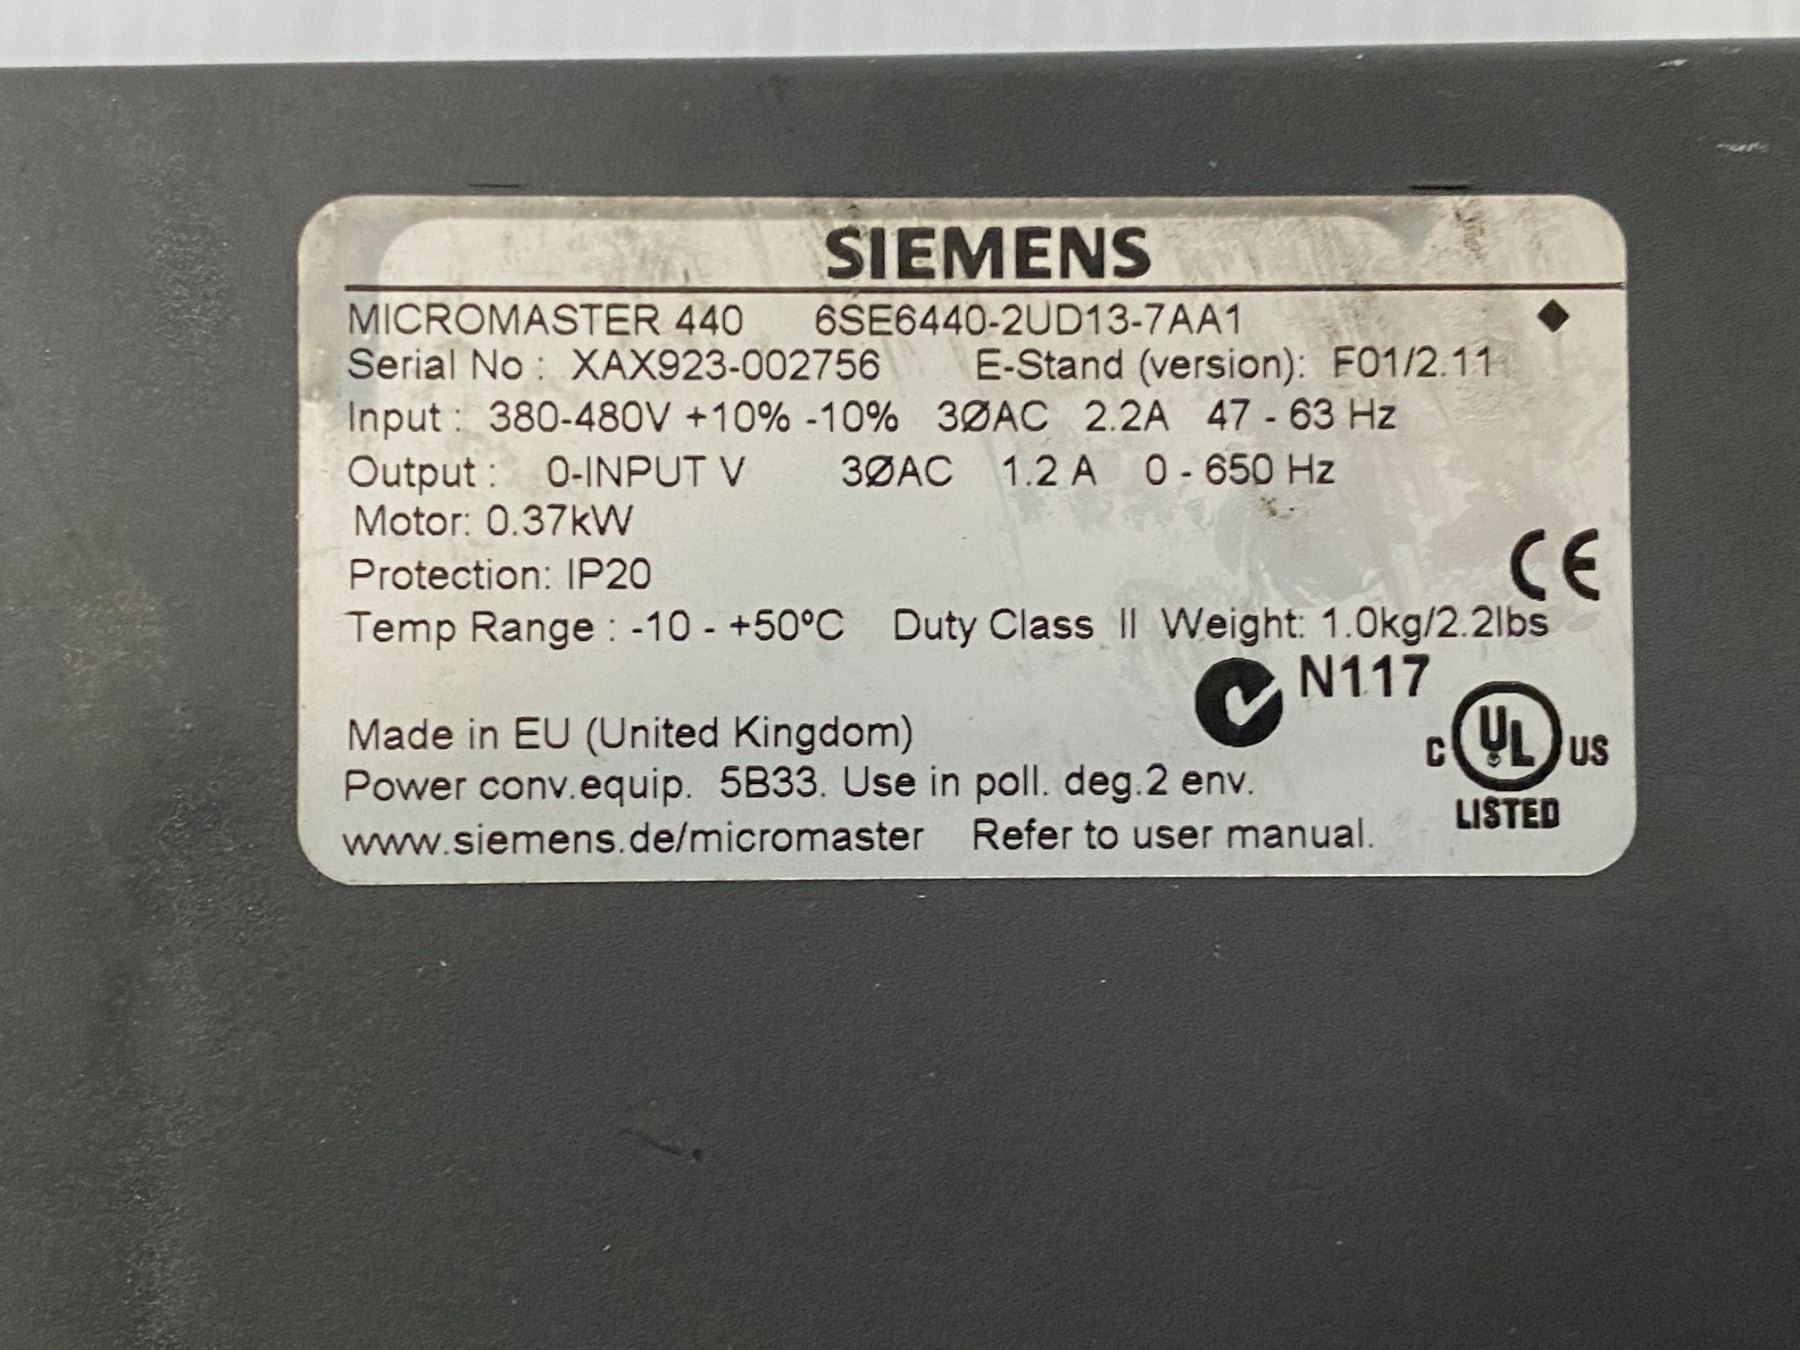 SIEMENS
MICROMASTER 440 6SE6440-2UD13-7AA1
Serial No : XAX923-002756 E-Stand (version): F01/2.11
Input : 380-480V +10% -10% 3ØAC 2.2A 47 - 63 Hz
Output : 0-INPUT V 3ØAC 1.2 A 0 - 650 Hz
Motor: 0.37kW
Protection: IP20
CE
Temp Range : -10 - +50ºC Duty Class II Weight: 1.0kg/2.2lbs
N117
Made in EU (United Kingdom)
C UL US
Power conv.equip. 5B33. Use in poll. deg.2 env.
LISTED
www.siemens.de/micromaster Refer to user manual.